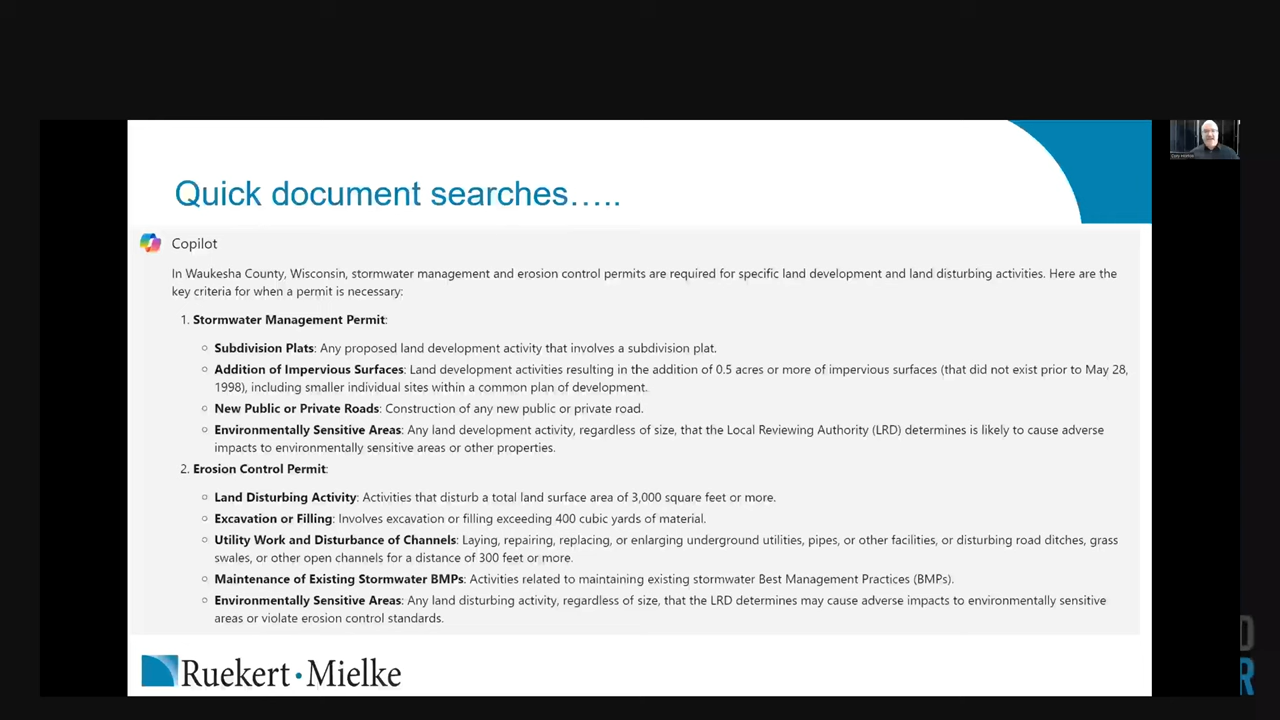 Quick document searches…..
Copilot
In Waukesha County, Wisconsin, stormwater management and erosion control permits are required for specific land development and land disturbing activities. Here are the
key criteria for when a permit is necessary:
1. Stormwater Management Permit:
○ Subdivision Plats: Any proposed land development activity that involves a subdivision plat.
○ Addition of Impervious Surfaces: Land development activities resulting in the addition of 0.5 acres or more of impervious surfaces (that did not exist prior to May 28,
1998), including smaller individual sites within a common plan of development.
○ New Public or Private Roads: Construction of any new public or private road.
○ Environmentally Sensitive Areas: Any land development activity, regardless of size, that the Local Reviewing Authority (LRD) determines is likely to cause adverse
impacts to environmentally sensitive areas or other properties.
2. Erosion Control Permit:
○ Land Disturbing Activity: Activities that disturb a total land surface area of 3,000 square feet or more.
○ Excavation or Filling: Involves excavation or filling exceeding 400 cubic yards of material.
○ Utility Work and Disturbance of Channels: Laying, repairing, replacing, or enlarging underground utilities, pipes, or other facilities, or disturbing road ditches, grass
swales, or other open channels for a distance of 300 feet or more.
○ Maintenance of Existing Stormwater BMPs: Activities related to maintaining existing stormwater Best Management Practices (BMPs).
○ Environmentally Sensitive Areas: Any land disturbing activity, regardless of size, that the LRD determines may cause adverse impacts to environmentally sensitive
areas or violate erosion control standards.
Ruekert·Mielke
D
R